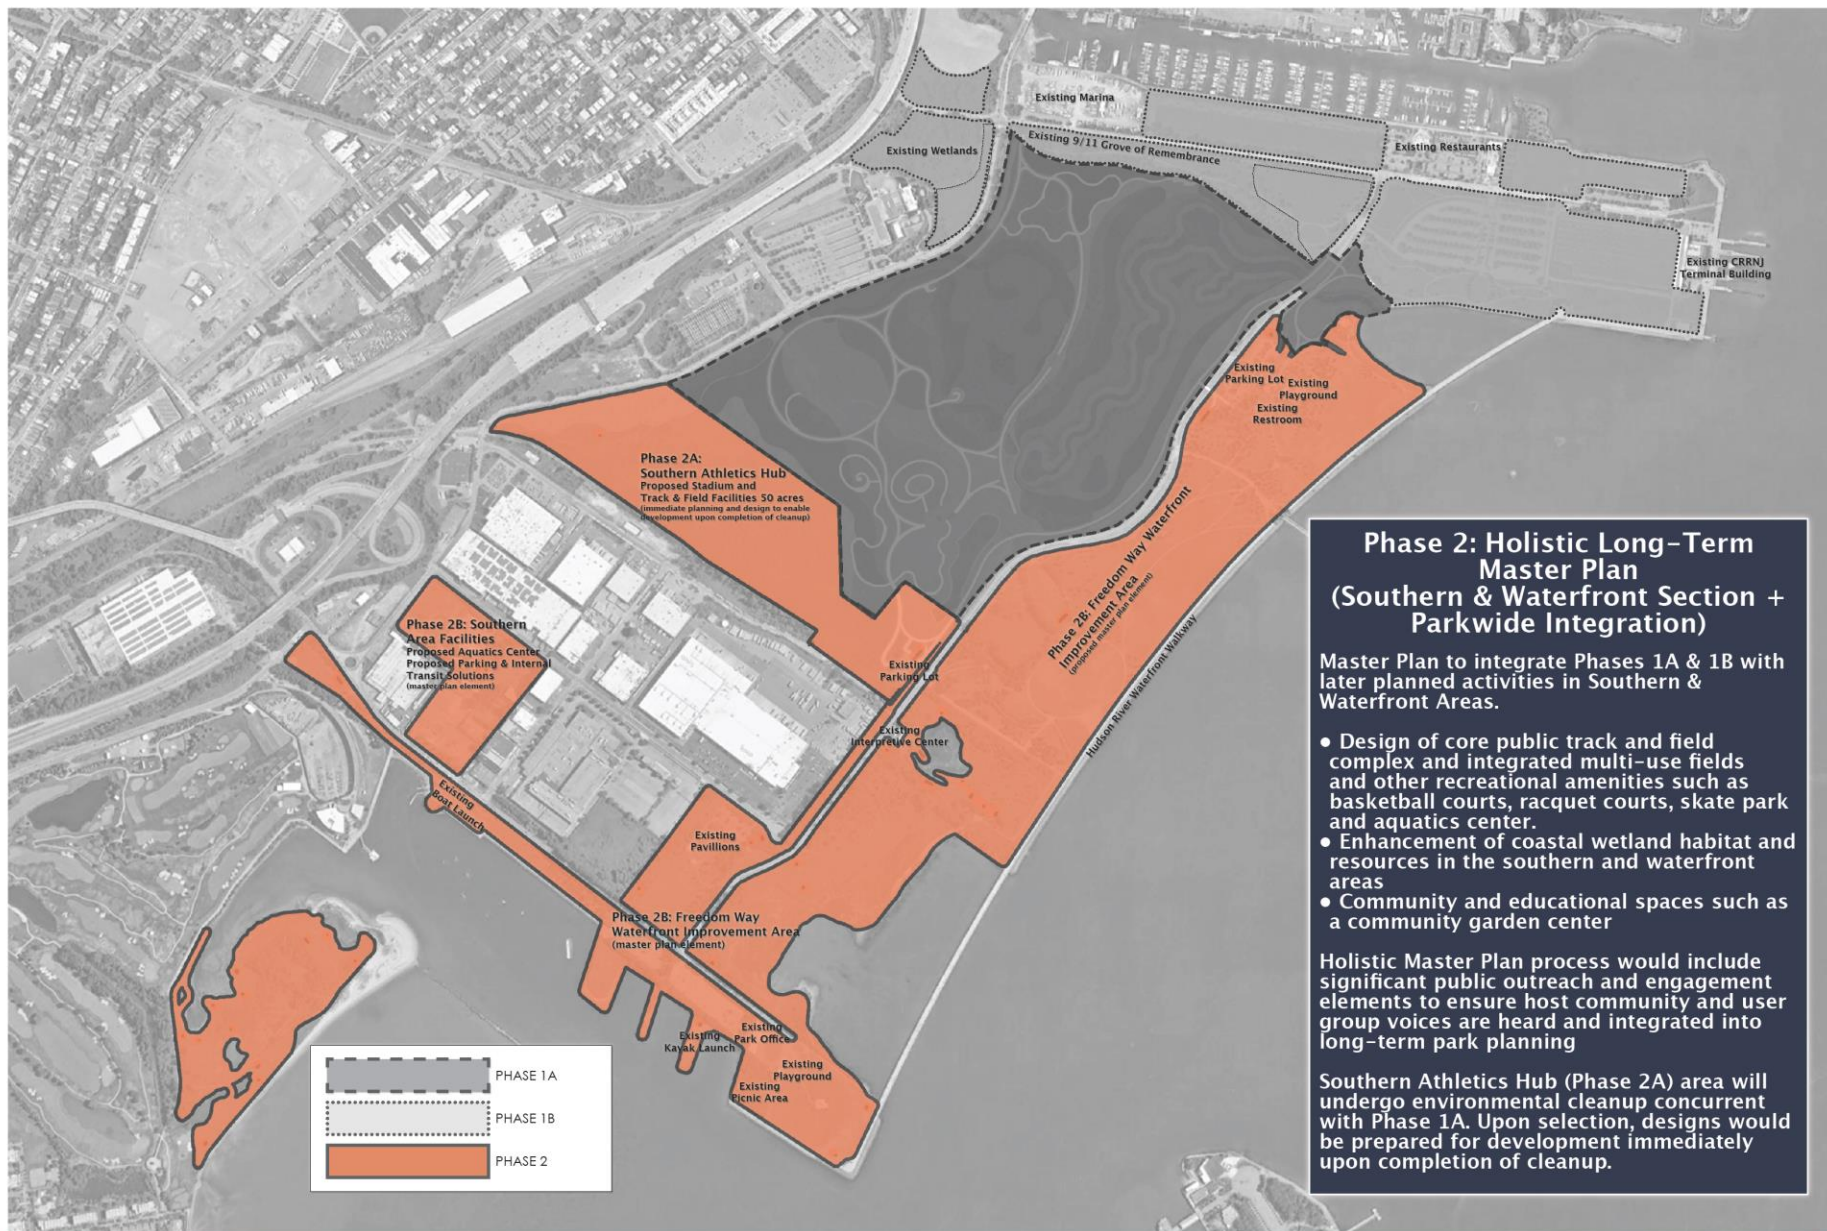 Existing Marina
Existing 9/11 Grove of Remembrance
Existing Wetlands
Existing Restaurants
Existing CRRNJ
Terminal Building
Existing
Parking Lot
Existing
Playground
Existing
Restroom
Phase 2A:
Southern Athletics Hub
Proposed Stadium and
Track & Field Facilities 50 acres
(immediate planning and design to enable
development upon completion of cleanup)
Phase 2B: Freedom Way Waterfront
Improvement Area
(proposed master plan element)
Hudson River Waterfront Walkway
Phase 2B: Southern
Area Facilities
Proposed Aquatics Center
Proposed Parking & Internal
Transit Solutions
(master plan element)
Existing
Parking Lot
Existing
Interpretive Center
Existing
Boat Launch
Existing
Pavillions
Phase 2B: Freedom Way
Waterfront Improvement Area
(master plan element)
Existing
Kayak Launch
Existing
Park Office
Existing
Playground
Existing
Picnic Area
PHASE 1A
PHASE 1B
PHASE 2
Phase 2: Holistic Long-Term
Master Plan
(Southern & Waterfront Section +
Parkwide Integration)
Master Plan to integrate Phases 1A & 1B with
later planned activities in Southern &
Waterfront Areas.
● Design of core public track and field
complex and integrated multi-use fields
and other recreational amenities such as
basketball courts, racquet courts, skate park
and aquatics center.
● Enhancement of coastal wetland habitat and
resources in the southern and waterfront
areas
● Community and educational spaces such as
a community garden center
Holistic Master Plan process would include
significant public outreach and engagement
elements to ensure host community and user
group voices are heard and integrated into
long-term park planning
Southern Athletics Hub (Phase 2A) area will
undergo environmental cleanup concurrent
with Phase 1A. Upon selection, designs would
be prepared for development immediately
upon completion of cleanup.